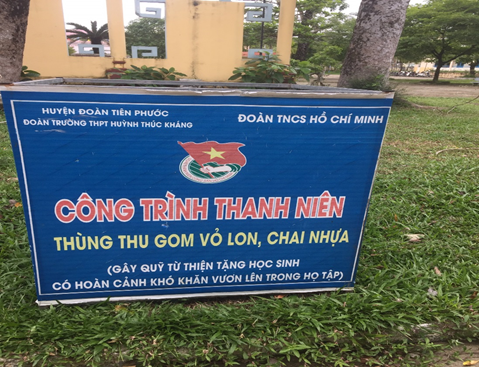 HUYỆN ĐOÀN TIÊN PHƯỚC
ĐOÀN TRƯỜNG THPT HUỲNH THÚC KHÁNG
ĐOÀN TNCS HỒ CHÍ MINH
CÔNG TRÌNH THANH NIÊN
THÙNG THU GOM VỎ LON, CHAI NHỰA
(GÂY QUỸ TỪ THIỆN TẶNG HỌC SINH
CÓ HOÀN CẢNH KHÓ KHĂN VƯƠN LÊN TRONG HỌ TẬP)